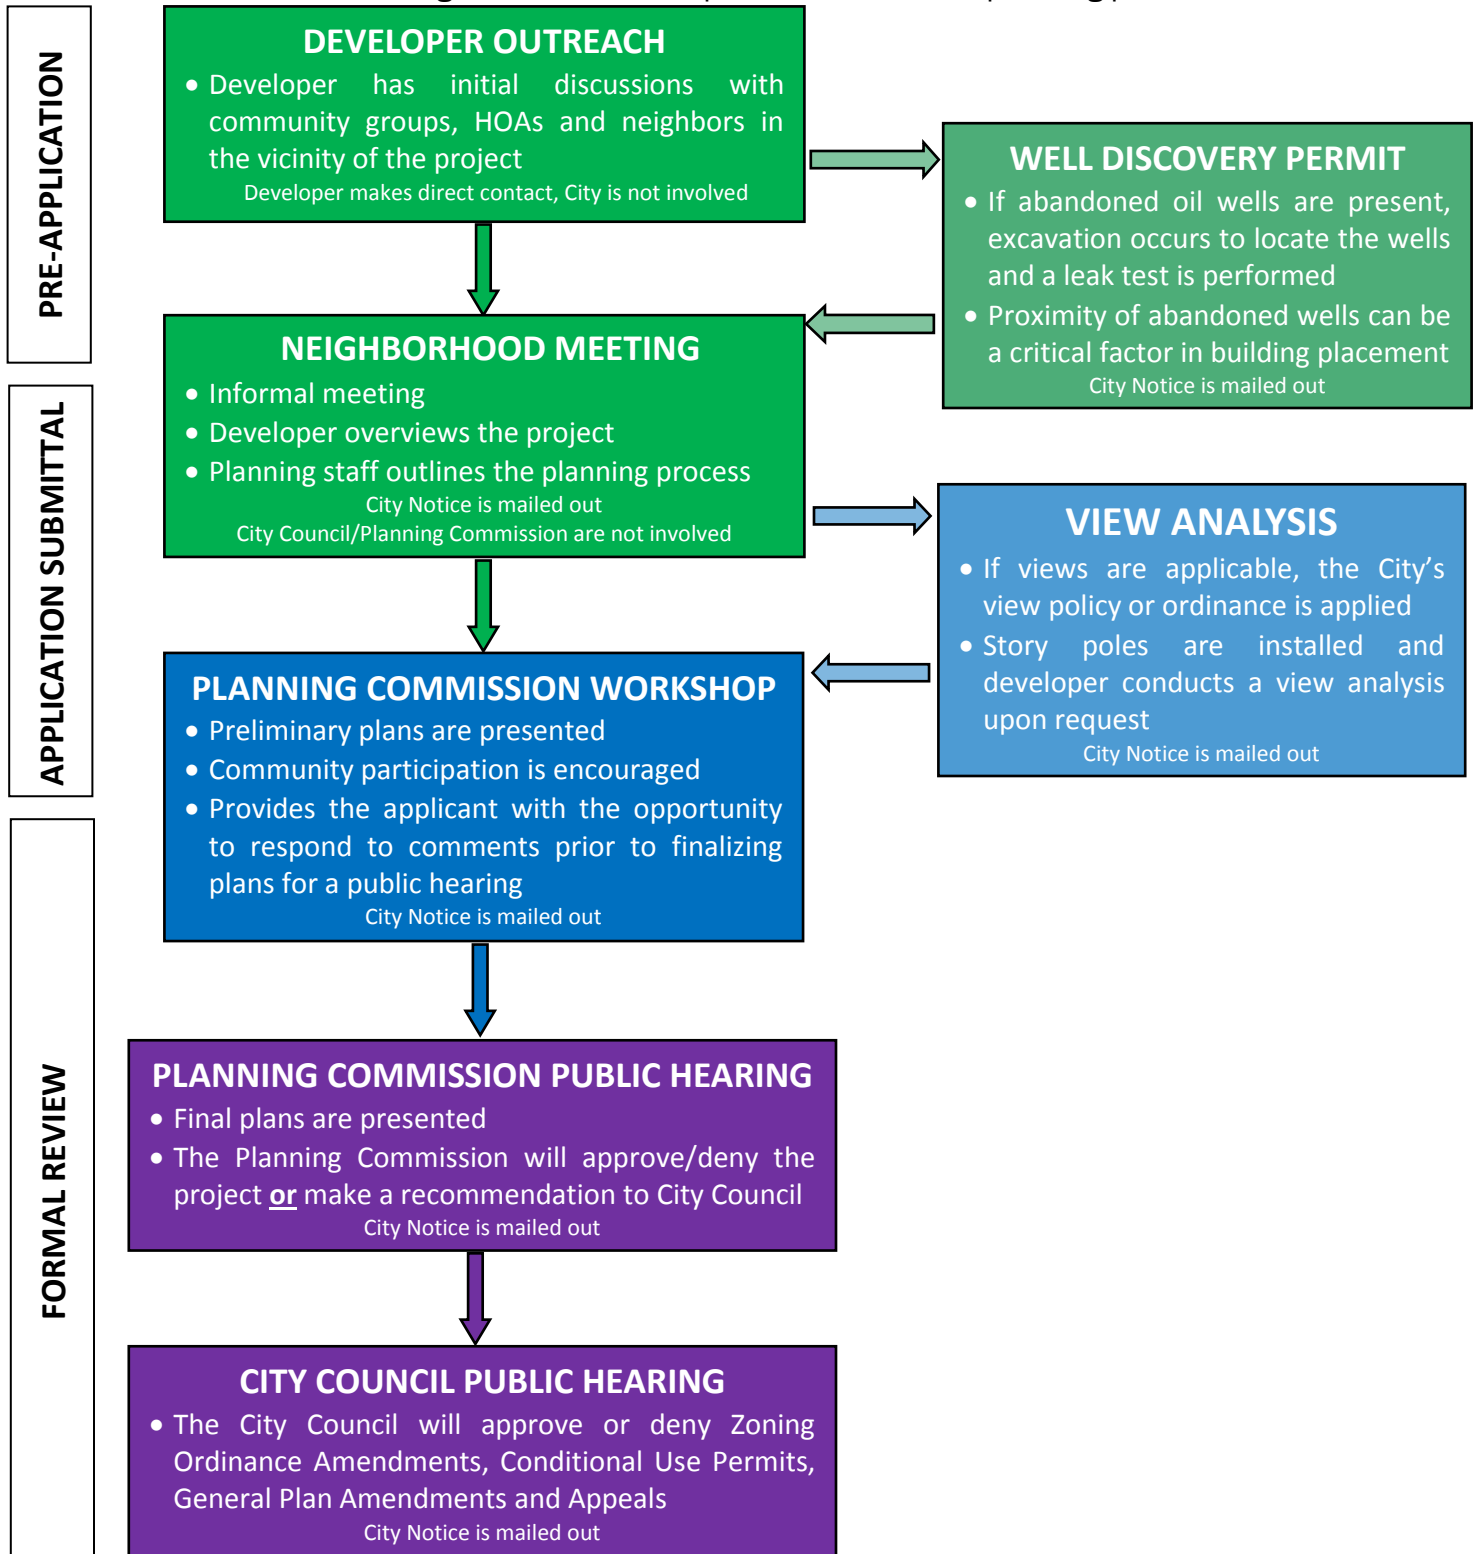 PRE-APPLICATION
DEVELOPER OUTREACH
• Developer has initial discussions with
community groups, HOAs and neighbors in
the vicinity of the project
Developer makes direct contact, City is not involved
WELL DISCOVERY PERMIT
• If abandoned oil wells are present,
excavation occurs to locate the wells
and a leak test is performed
• Proximity of abandoned wells can be
a critical factor in building placement
City Notice is mailed out
APPLICATION SUBMITTAL
NEIGHBORHOOD MEETING
• Informal meeting
• Developer overviews the project
• Planning staff outlines the planning process
City Notice is mailed out
City Council/Planning Commission are not involved
VIEW ANALYSIS
• If views are applicable, the City's
view policy or ordinance is applied
• Story poles are installed and
developer conducts a view analysis
upon request
City Notice is mailed out
PLANNING COMMISSION WORKSHOP
• Preliminary plans are presented
• Community participation is encouraged
• Provides the applicant with the opportunity
to respond to comments prior to finalizing
plans for a public hearing
City Notice is mailed out
FORMAL REVIEW
PLANNING COMMISSION PUBLIC HEARING
• Final plans are presented
• The Planning Commission will approve/deny the
project or make a recommendation to City Council
City Notice is mailed out
CITY COUNCIL PUBLIC HEARING
• The City Council will approve or deny Zoning
Ordinance Amendments, Conditional Use Permits,
General Plan Amendments and Appeals
City Notice is mailed out